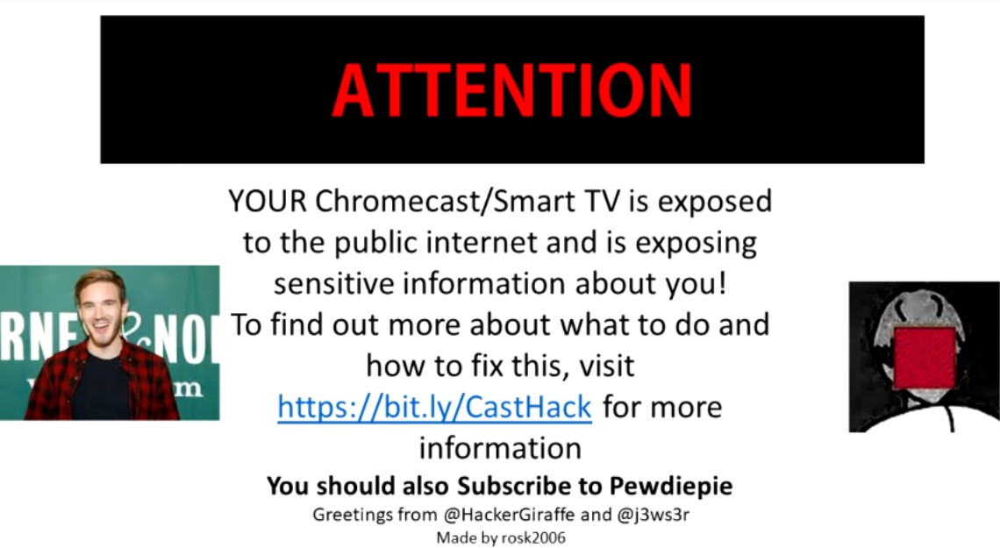 ATTENTION
YOUR Chromecast/Smart TV is exposed
to the public internet and is exposing
sensitive information about you!
To find out more about what to do and
how to fix this, visit
https://bit.ly/CastHack for more
information
You should also Subscribe to Pewdiepie
Greetings from @HackerGiraffe and @j3ws3r
Made by rosk2006